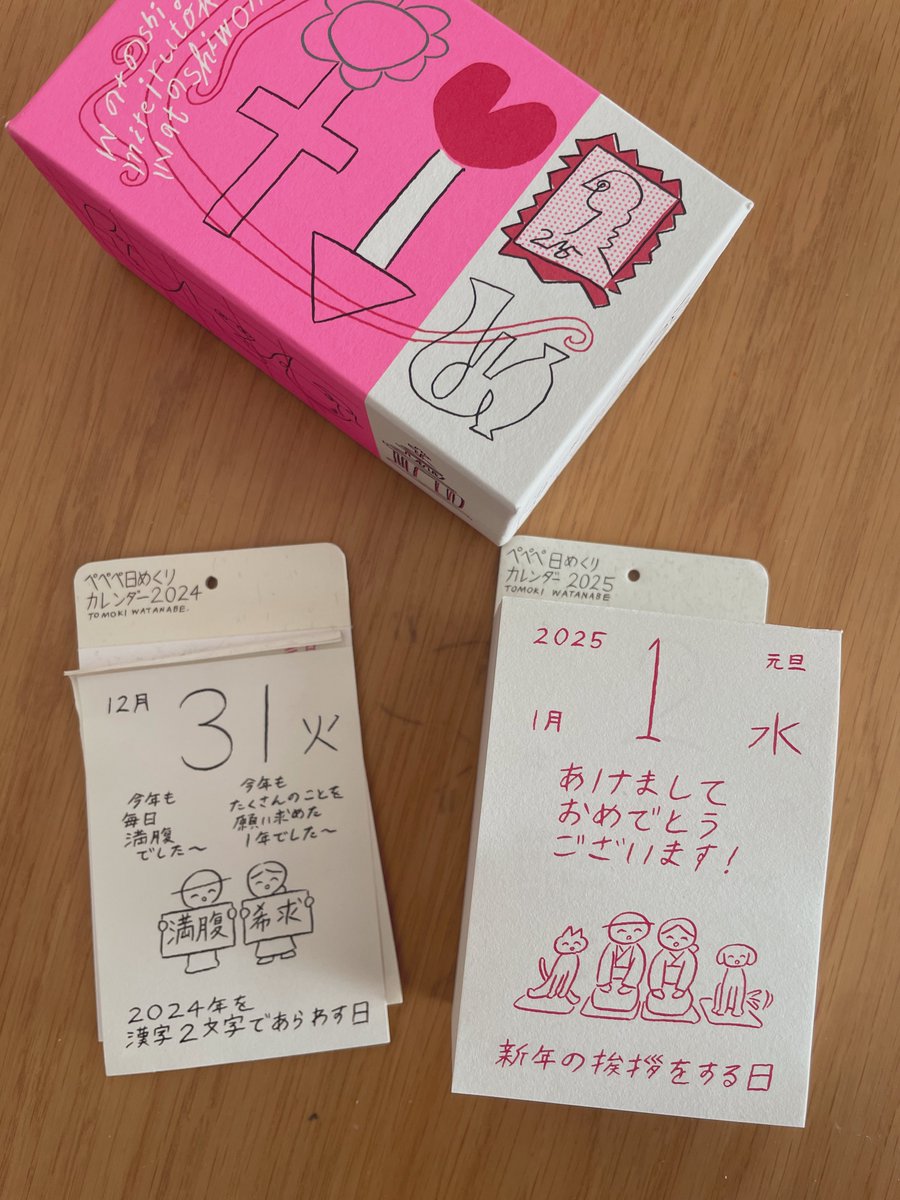 watashi
miteirutoki
watashiwo
ぺぺぺ日めくり
カレンダー2024
TOMOKI WATANABE.
12月
31
火
今年も
毎日
満腹
でした〜
今年も
たくさんのことを
願い求めた
1年でした〜
満腹
希求
2024年を
漢字2文字であらわす日
ぺぺぺ日めくり
カレンダー 2025
TOMOKI WATANABE
2025
1
元旦
1月
水
あけまして
おめでとう
ございます!
新年の挨拶をする日